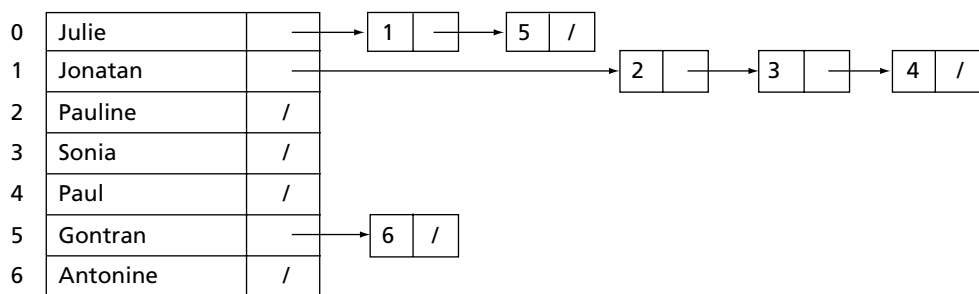 0 Julie 1 5 /
1 Jonatan 2 3 4 /
2 Pauline /
3 Sonia /
4 Paul /
5 Gontran 6 /
6 Antonine /